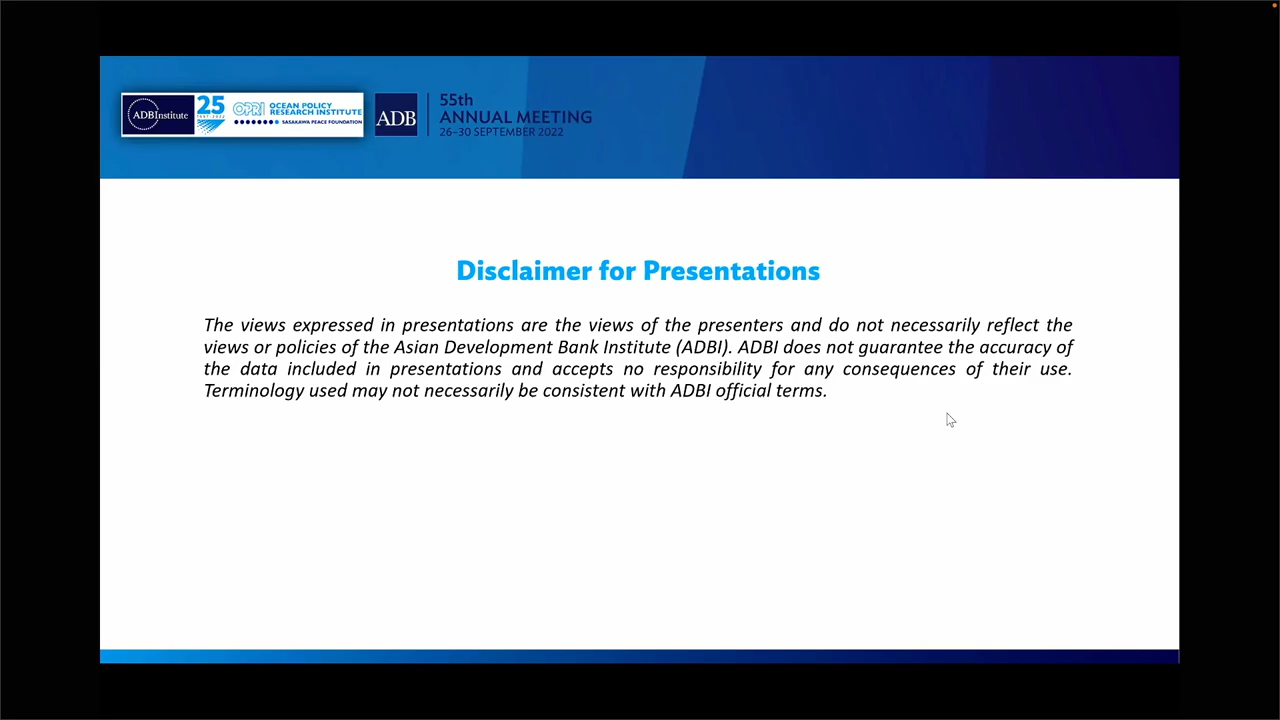 ADBInstitute
25
1997-2022
OPRI
OCEAN POLICY
RESEARCH INSTITUTE
SASAKAWA PEACE FOUNDATION
ADB
55th
ANNUAL MEETING
26–30 SEPTEMBER 2022
Disclaimer for Presentations
The views expressed in presentations are the views of the presenters and do not necessarily reflect the
views or policies of the Asian Development Bank Institute (ADBI). ADBI does not guarantee the accuracy of
the data included in presentations and accepts no responsibility for any consequences of their use.
Terminology used may not necessarily be consistent with ADBI official terms.